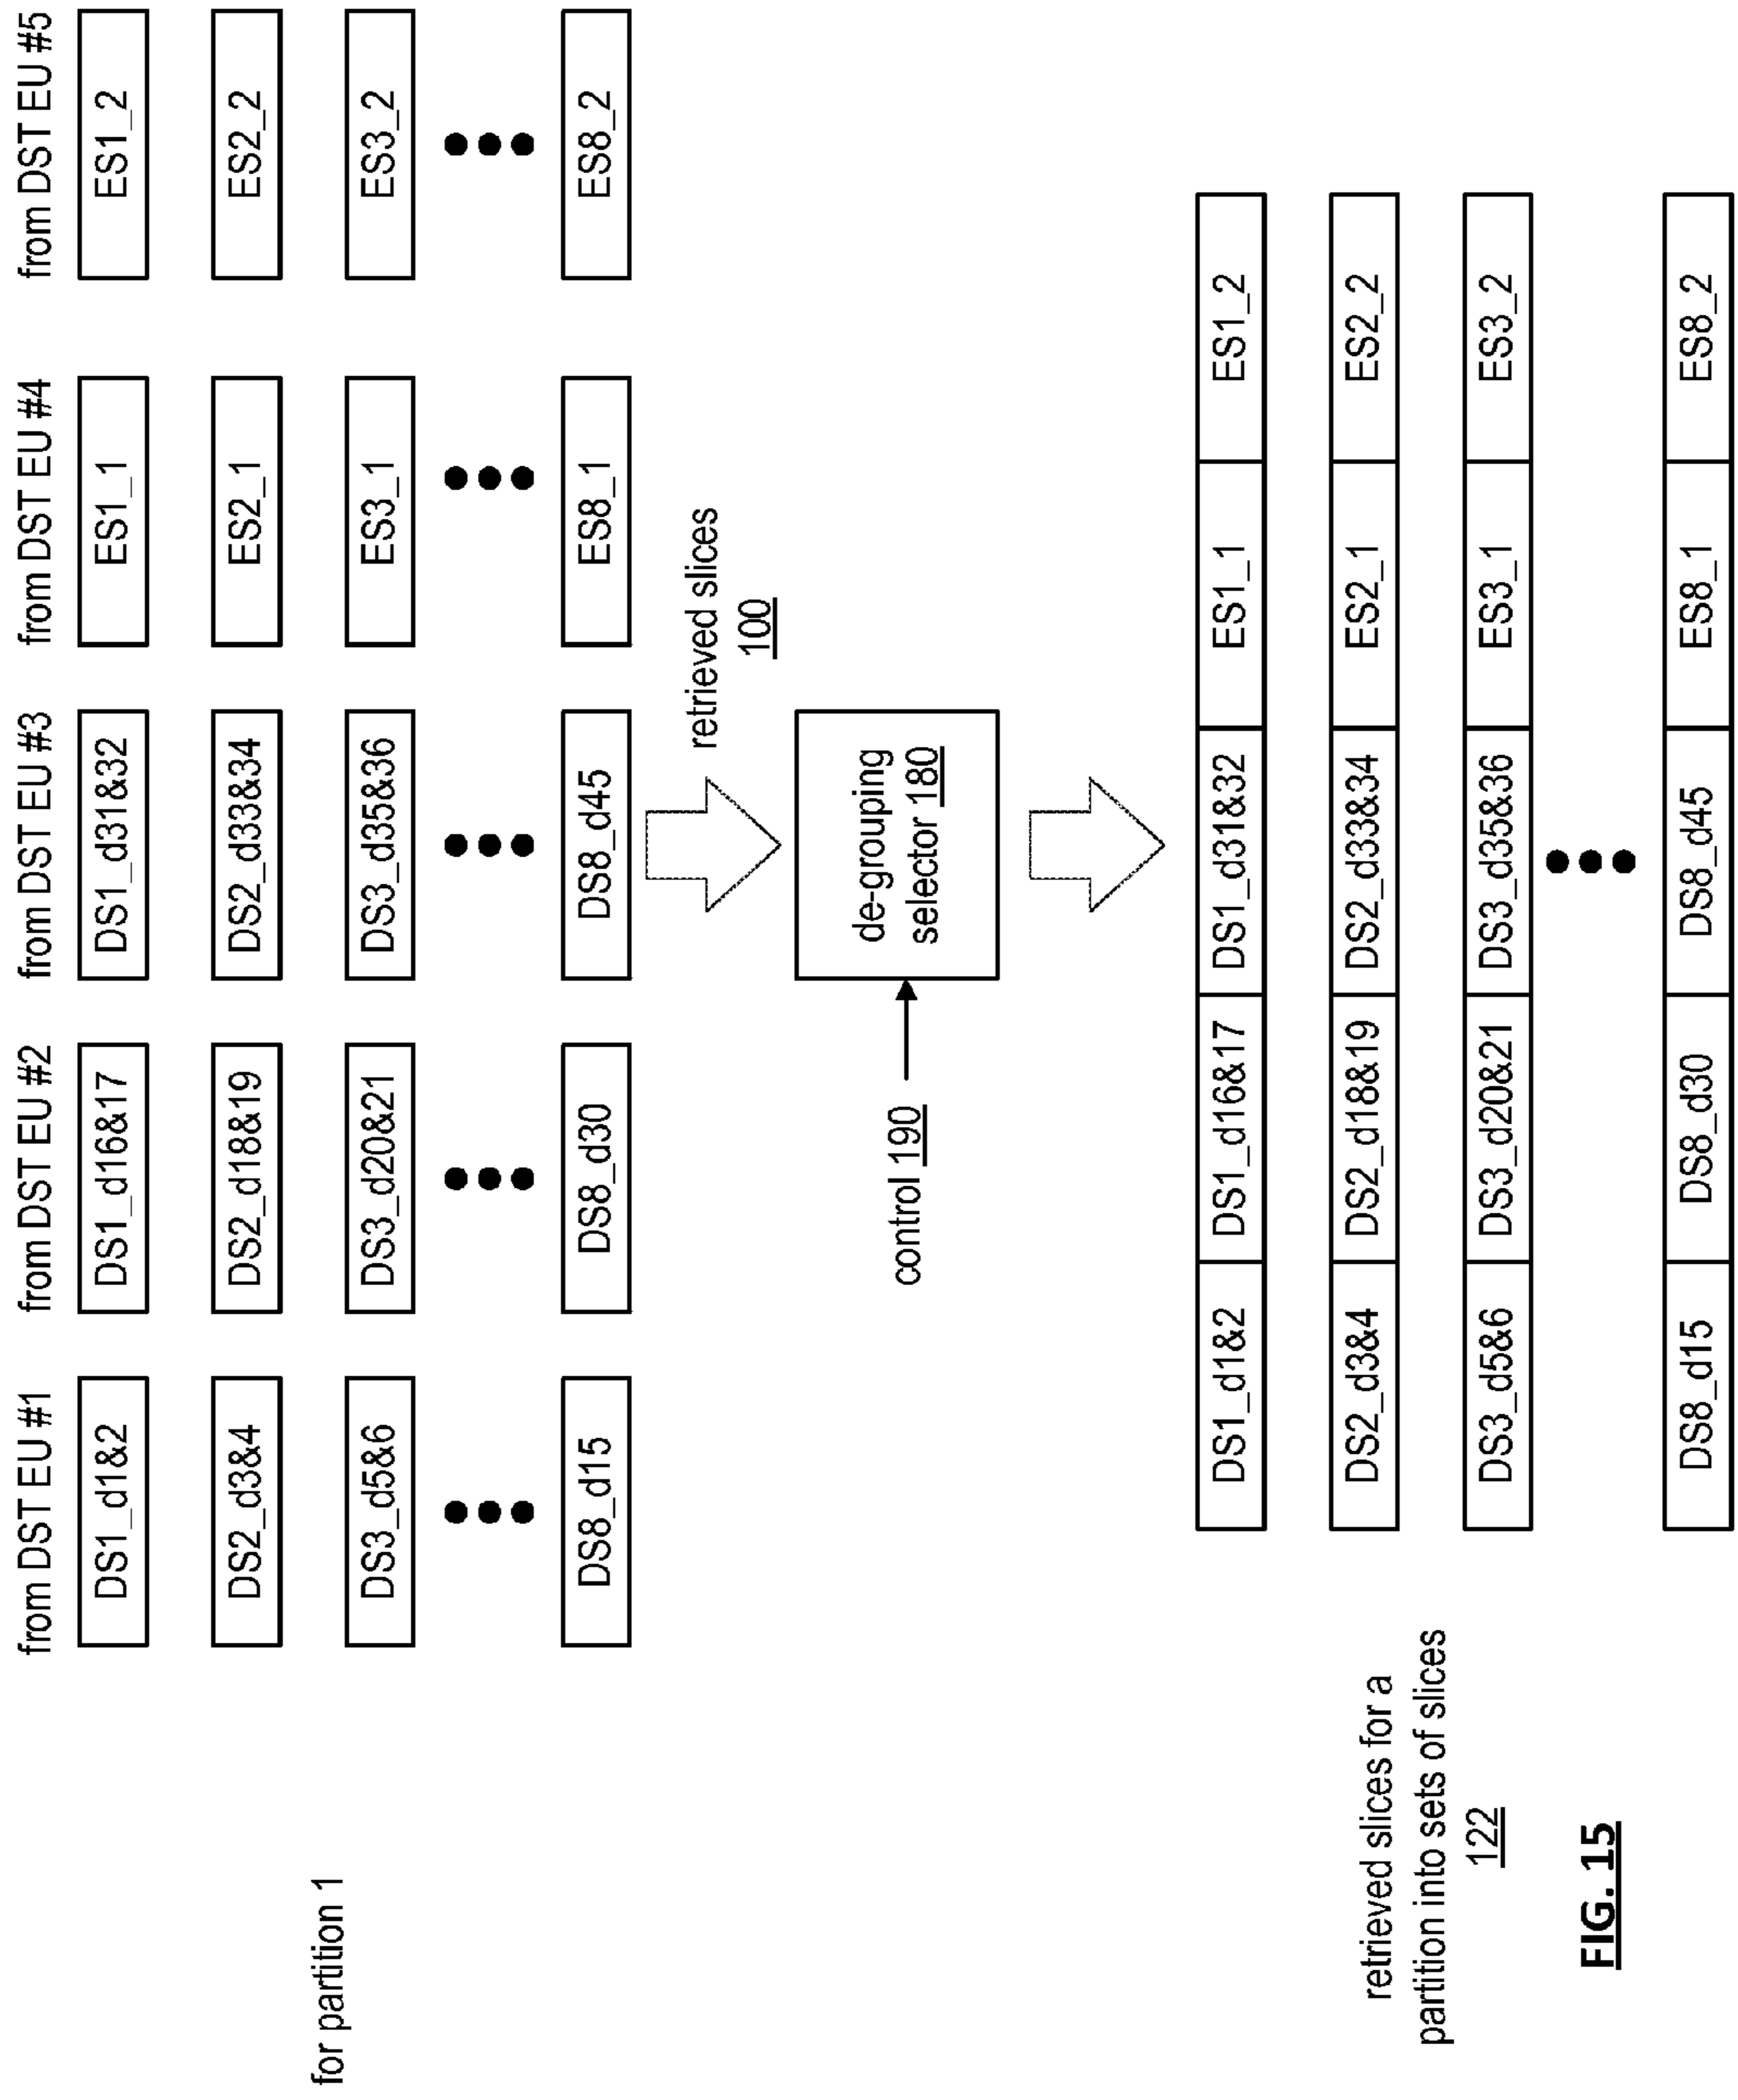 from DST EU #1
from DST EU #2
from DST EU #3
from DST EU #4
from DST EU #5
DS1_d1&2
DS1_d16&17
DS1_d31&32
ES1_1
ES1_2
DS2_d3&4
DS2_d18&19
DS2_d33&34
ES2_1
ES2_2
for partition 1
DS3_d5&6
DS3_d20&21
DS3_d35&36
ES3_1
ES3_2
DS8_d15
DS8_d30
DS8_d45
ES8_1
ES8_2
retrieved slices
100
control 190
de-grouping
selector 180
DS1_d1&2
DS1_d16&17
DS1_d31&32
ES1_1
ES1_2
DS2_d3&4
DS2_d18&19
DS2_d33&34
ES2_1
ES2_2
DS3_d5&6
DS3_d20&21
DS3_d35&36
ES3_1
ES3_2
DS8_d15
DS8_d30
DS8_d45
ES8_1
ES8_2
retrieved slices for a
partition into sets of slices
122
FIG. 15